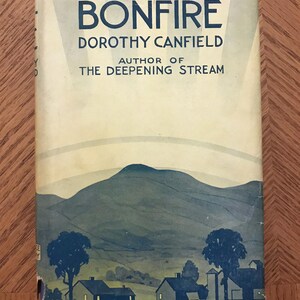 BONFIRE
DOROTHY CANFIELD
AUTHOR OF
THE DEEPENING STREAM